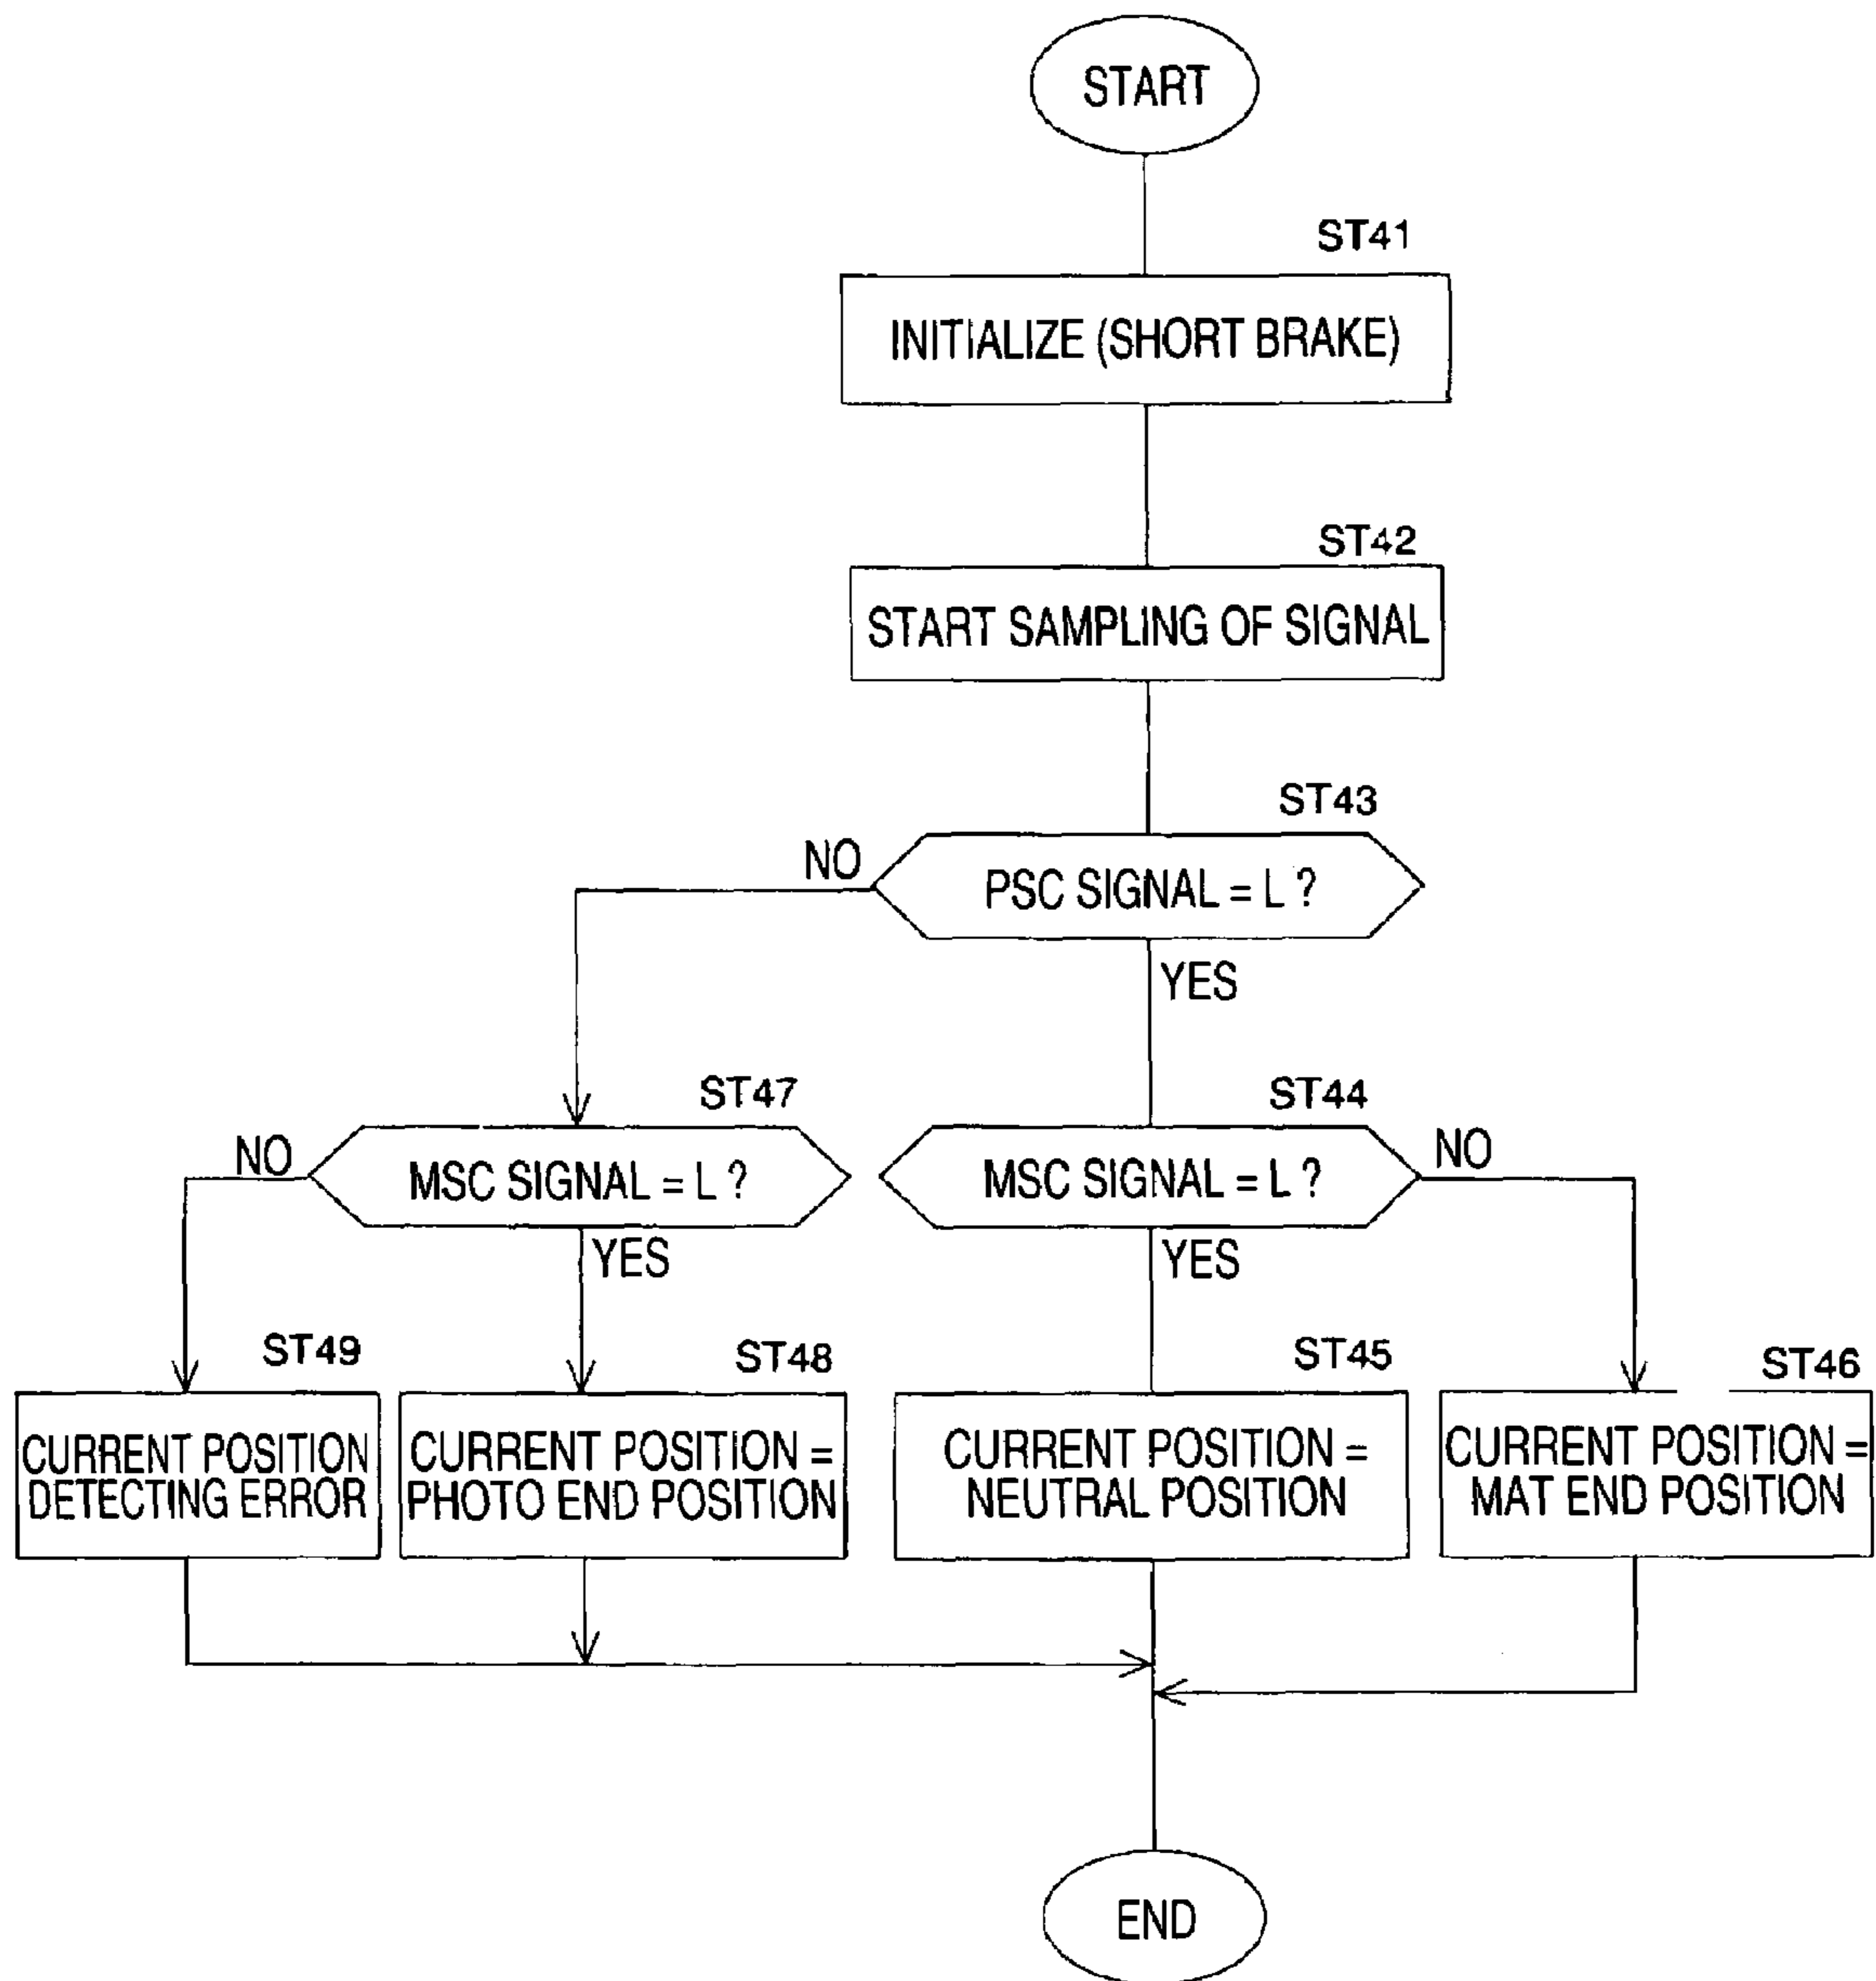 START
ST41
INITIALIZE (SHORT BRAKE)
ST42
START SAMPLING OF SIGNAL
ST43
NO
PSC SIGNAL = L ?
YES
ST47
ST44
NO
MSC SIGNAL = L ?
MSC SIGNAL = L ?
NO
YES
YES
ST49
ST48
ST45
ST46
CURRENT POSITION
DETECTING ERROR
CURRENT POSITION =
PHOTO END POSITION
CURRENT POSITION =
NEUTRAL POSITION
CURRENT POSITION =
MAT END POSITION
END